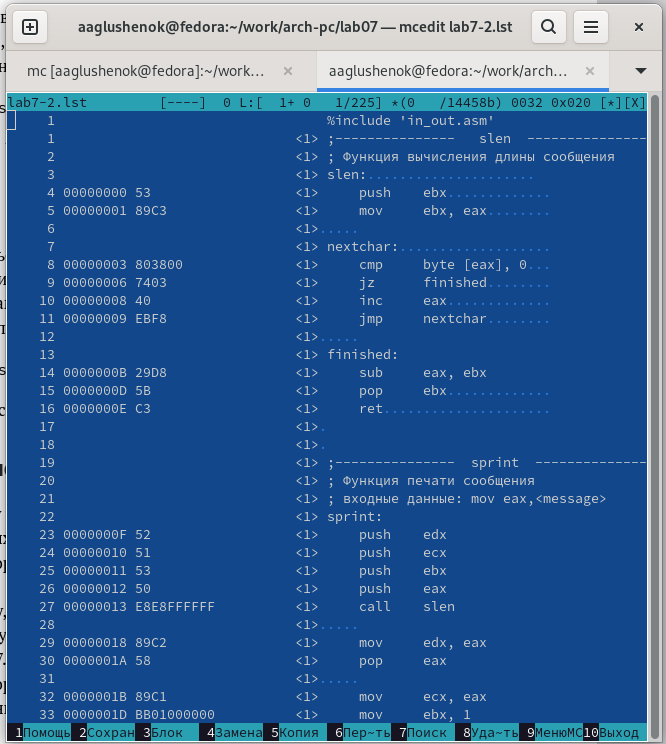 aaglushenok@fedora:~/work/arch-pc/lab07 — mcedit lab7-2.lst
mc [aaglushenok@fedora]:~/work…
aaglushenok@fedora:~/work/arch…
lab7-2.lst [----] 0 L:[ 1+ 0 1/225] *(0 /14458b) 0032 0x020 [*][X]
1 %include 'in_out.asm'
1 <1> ;--------------- slen ---------------
2 <1> ; Функция вычисления длины сообщения
3 <1> slen:.....................
4 00000000 53 <1> push ebx.............
5 00000001 89C3 <1> mov ebx, eax........
6 <1>.....
7 <1> nextchar:...................
8 00000003 803800 <1> cmp byte [eax], 0...
9 00000006 7403 <1> jz finished........
10 00000008 40 <1> inc eax.............
11 00000009 EBF8 <1> jmp nextchar........
12 <1>.....
13 <1> finished:
14 0000000B 29D8 <1> sub eax, ebx
15 0000000D 5B <1> pop ebx.............
16 0000000E C3 <1> ret.....................
17 <1>.
18 <1>.
19 <1> ;--------------- sprint --------------
20 <1> ; Функция печати сообщения
21 <1> ; входные данные: mov eax,<message>
22 <1> sprint:
23 0000000F 52 <1> push edx
24 00000010 51 <1> push ecx
25 00000011 53 <1> push ebx
26 00000012 50 <1> push eax
27 00000013 E8E8FFFFFF <1> call slen
28 <1>.....
29 00000018 89C2 <1> mov edx, eax
30 0000001A 58 <1> pop eax
31 <1>.....
32 0000001B 89C1 <1> mov ecx, eax
33 0000001D BB01000000 <1> mov ebx, 1
1Помощь 2Сохран 3Блок 4Замена 5Копия 6Пер~ть 7Поиск 8Уда~ть 9МенюМС 10Выход